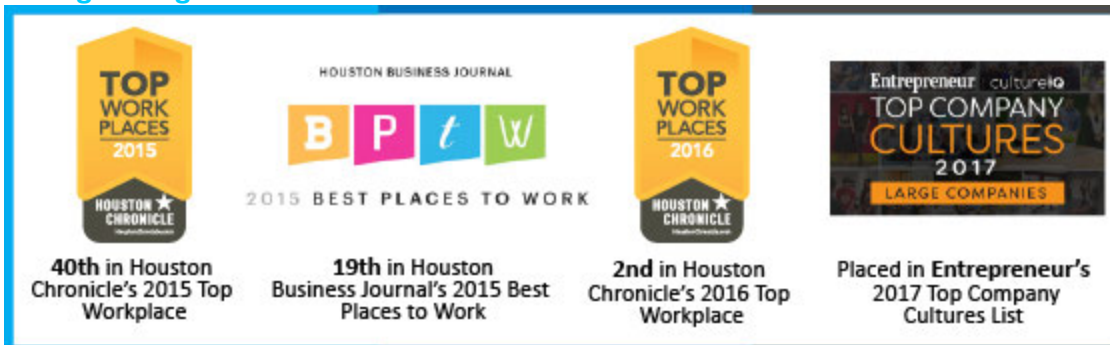 TOP
WORK
PLACES
2015
HOUSTON
CHRONICLE
40th in Houston
Chronicle's 2015 Top
Workplace
HOUSTON BUSINESS JOURNAL
B P t W
2015 BEST PLACES TO WORK
19th in Houston
Business Journal's 2015 Best
Places to Work
TOP
WORK
PLACES
2016
HOUSTON
CHRONICLE
2nd in Houston
Chronicle's 2016 Top
Workplace
Entrepreneur cultureIQ
TOP COMPANY
CULTURES
2017
LARGE COMPANIES
Placed in Entrepreneur's
2017 Top Company
Cultures List